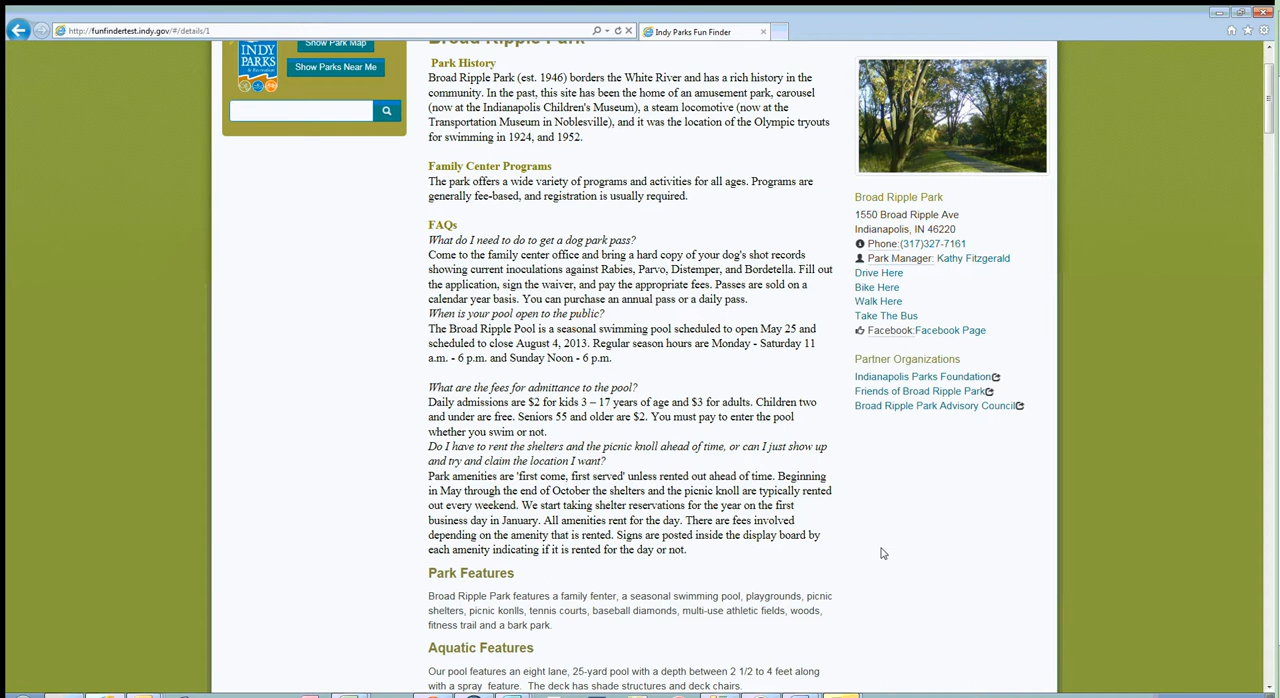 http://funfindertest.indy.gov/#/details/1
Indy Parks Fun Finder
INDY
PARKS
& Recreation
Show Park Map
Show Parks Near Me
Broad Ripple Park
Park History
Broad Ripple Park (est. 1946) borders the White River and has a rich history in the
community. In the past, this site has been the home of an amusement park, carousel
(now at the Indianapolis Children's Museum), a steam locomotive (now at the
Transportation Museum in Noblesville), and it was the location of the Olympic tryouts
for swimming in 1924, and 1952.
Family Center Programs
The park offers a wide variety of programs and activities for all ages. Programs are
generally fee-based, and registration is usually required.
FAQs
What do I need to do to get a dog park pass?
Come to the family center office and bring a hard copy of your dog's shot records
showing current inoculations against Rabies, Parvo, Distemper, and Bordetella. Fill out
the application, sign the waiver, and pay the appropriate fees. Passes are sold on a
calendar year basis. You can purchase an annual pass or a daily pass.
When is your pool open to the public?
The Broad Ripple Pool is a seasonal swimming pool scheduled to open May 25 and
scheduled to close August 4, 2013. Regular season hours are Monday - Saturday 11
a.m. - 6 p.m. and Sunday Noon - 6 p.m.
What are the fees for admittance to the pool?
Daily admissions are $2 for kids 3 – 17 years of age and $3 for adults. Children two
and under are free. Seniors 55 and older are $2. You must pay to enter the pool
whether you swim or not.
Do I have to rent the shelters and the picnic knoll ahead of time, or can I just show up
and try and claim the location I want?
Park amenities are 'first come, first served' unless rented out ahead of time. Beginning
in May through the end of October the shelters and the picnic knoll are typically rented
out every weekend. We start taking shelter reservations for the year on the first
business day in January. All amenities rent for the day. There are fees involved
depending on the amenity that is rented. Signs are posted inside the display board by
each amenity indicating if it is rented for the day or not.
Park Features
Broad Ripple Park features a family fenter, a seasonal swimming pool, playgrounds, picnic
shelters, picnic konlls, tennis courts, baseball diamonds, multi-use athletic fields, woods,
fitness trail and a bark park.
Aquatic Features
Our pool features an eight lane, 25-yard pool with a depth between 2 1/2 to 4 feet along
with a spray feature. The deck has shade structures and deck chairs.
Broad Ripple Park
1550 Broad Ripple Ave
Indianapolis, IN 46220
Phone:(317)327-7161
Park Manager: Kathy Fitzgerald
Drive Here
Bike Here
Walk Here
Take The Bus
Facebook:Facebook Page
Partner Organizations
Indianapolis Parks Foundation
Friends of Broad Ripple Park
Broad Ripple Park Advisory Council